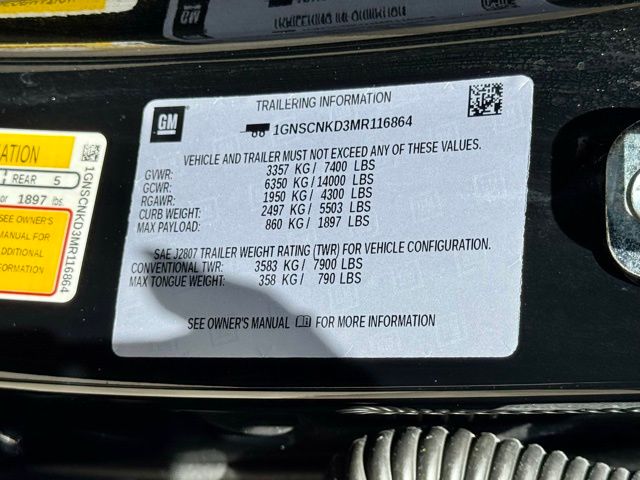 TRAILERING INFORMATION
GM
1GNSCNKD3MR116864
VEHICLE AND TRAILER MUST NOT EXCEED ANY OF THESE VALUES.
GVWR: 3357 KG / 7400 LBS
GCWR: 6350 KG / 14000 LBS
RGAWR: 1950 KG / 4300 LBS
CURB WEIGHT: 2497 KG / 5503 LBS
MAX PAYLOAD: 860 KG / 1897 LBS
SAE J2807 TRAILER WEIGHT RATING (TWR) FOR VEHICLE CONFIGURATION.
CONVENTIONAL TWR: 3583 KG / 7900 LBS
MAX TONGUE WEIGHT: 358 KG / 790 LBS
SEE OWNER'S MANUAL FOR MORE INFORMATION
REAR 5
or 1897 lbs.
SEE OWNER'S
MANUAL FOR
ADDITIONAL
INFORMATION
1GNSCNKD3MR116864